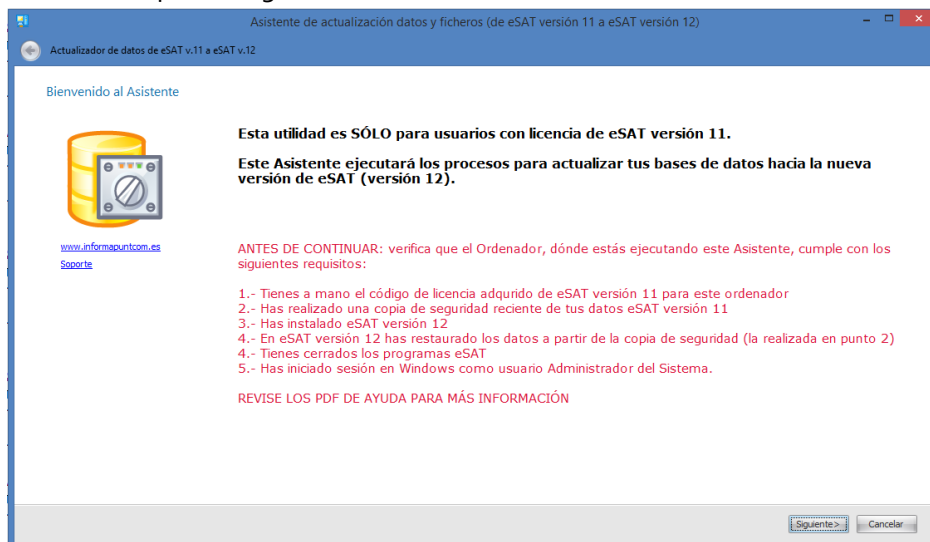 Asistente de actualización datos y ficheros (de eSAT versión 11 a eSAT versión 12)
Actualizador de datos de eSAT v.11 a eSAT v.12
Bienvenido al Asistente
Esta utilidad es SÓLO para usuarios con licencia de eSAT versión 11.
Este Asistente ejecutará los procesos para actualizar tus bases de datos hacia la nueva
versión de eSAT (versión 12).
www.informapuntcom.es
Soporte
ANTES DE CONTINUAR: verifica que el Ordenador, dónde estás ejecutando este Asistente, cumple con los
siguientes requisitos:
1.- Tienes a mano el código de licencia adqurido de eSAT versión 11 para este ordenador
2.- Has realizado una copia de seguridad reciente de tus datos eSAT versión 11
3.- Has instalado eSAT versión 12
4.- En eSAT versión 12 has restaurado los datos a partir de la copia de seguridad (la realizada en punto 2)
4.- Tienes cerrados los programas eSAT
5.- Has iniciado sesión en Windows como usuario Administrador del Sistema.
REVISE LOS PDF DE AYUDA PARA MÁS INFORMACIÓN
Siguiente >
Cancelar